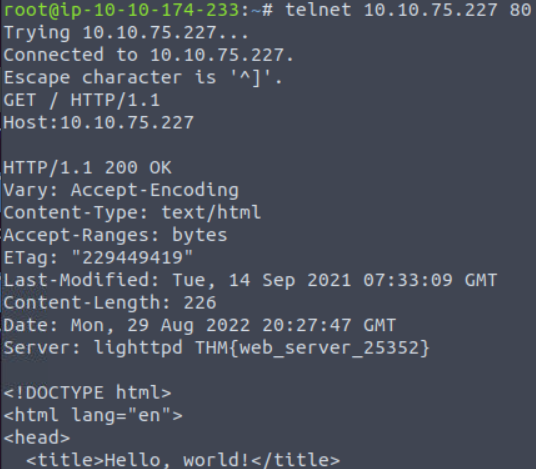 root@ip-10-10-174-233:~# telnet 10.10.75.227 80
Trying 10.10.75.227...
Connected to 10.10.75.227.
Escape character is '^]'.
GET / HTTP/1.1
Host:10.10.75.227

HTTP/1.1 200 OK
Vary: Accept-Encoding
Content-Type: text/html
Accept-Ranges: bytes
ETag: "229449419"
Last-Modified: Tue, 14 Sep 2021 07:33:09 GMT
Content-Length: 226
Date: Mon, 29 Aug 2022 20:27:47 GMT
Server: lighttpd THM{web_server_25352}

<!DOCTYPE html>
<html lang="en">
<head>
  <title>Hello, world!</title>